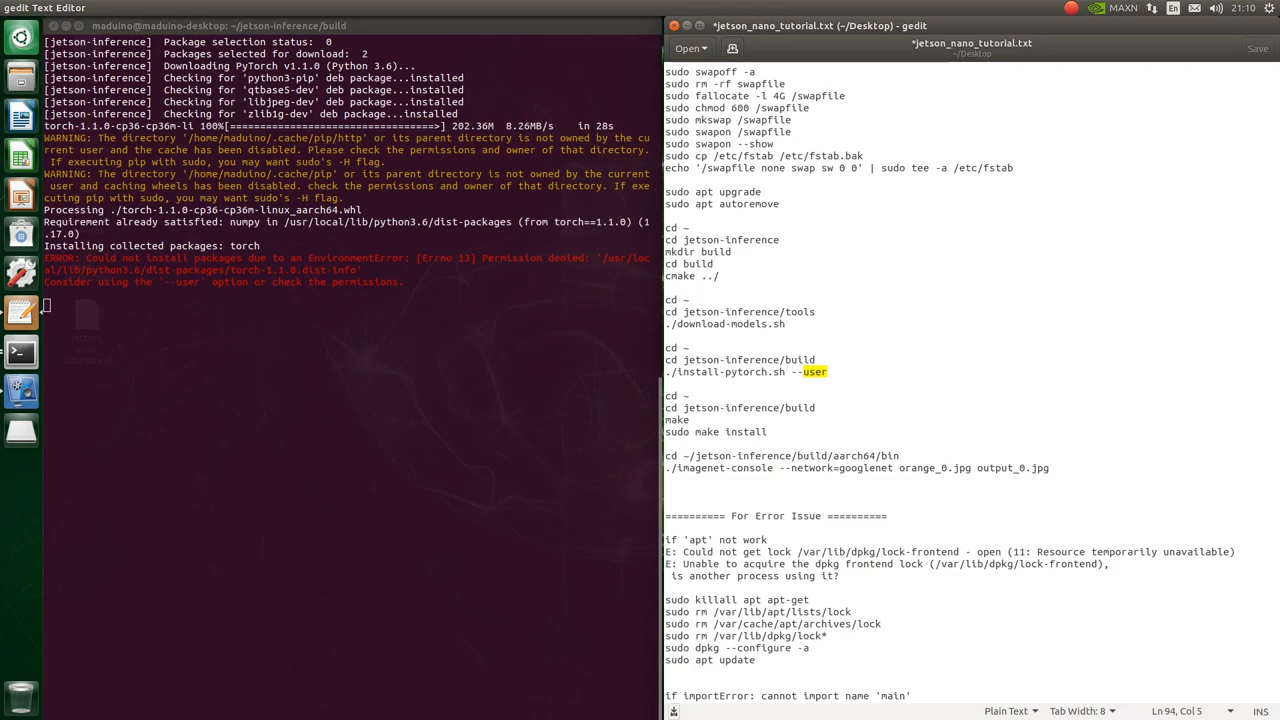 gedit Text Editor
MAXN
En
21:10
maduino@maduino-desktop: ~/jetson-inference/build
[jetson-inference]  Package selection status:  0
[jetson-inference]  Packages selected for download:  2
[jetson-inference]  Downloading PyTorch v1.1.0 (Python 3.6)...
[jetson-inference]  Checking for 'python3-pip' deb package...installed
[jetson-inference]  Checking for 'qtbase5-dev' deb package...installed
[jetson-inference]  Checking for 'libjpeg-dev' deb package...installed
[jetson-inference]  Checking for 'zlib1g-dev' deb package...installed
torch-1.1.0-cp36-cp36m-li 100%[===================================>] 202.36M  8.26MB/s    in 28s
WARNING: The directory '/home/maduino/.cache/pip/http' or its parent directory is not owned by the cu
rrent user and the cache has been disabled. Please check the permissions and owner of that directory.
If executing pip with sudo, you may want sudo's -H flag.
WARNING: The directory '/home/maduino/.cache/pip' or its parent directory is not owned by the current
user and caching wheels has been disabled. check the permissions and owner of that directory. If exe
cuting pip with sudo, you may want sudo's -H flag.
Processing ./torch-1.1.0-cp36-cp36m-linux_aarch64.whl
Requirement already satisfied: numpy in /usr/local/lib/python3.6/dist-packages (from torch==1.1.0) (1
.17.0)
Installing collected packages: torch
ERROR: Could not install packages due to an EnvironmentError: [Errno 13] Permission denied: '/usr/loc
al/lib/python3.6/dist-packages/torch-1.1.0.dist-info'
Consider using the `--user` option or check the permissions.
*jetson_nano_tutorial.txt (~/Desktop) - gedit
Open
*jetson_nano_tutorial.txt
~/Desktop
Save
sudo swapoff -a
sudo rm -rf swapfile
sudo fallocate -l 4G /swapfile
sudo chmod 600 /swapfile
sudo mkswap /swapfile
sudo swapon /swapfile
sudo swapon --show
sudo cp /etc/fstab /etc/fstab.bak
echo '/swapfile none swap sw 0 0' | sudo tee -a /etc/fstab
sudo apt upgrade
sudo apt autoremove
cd ~
cd jetson-inference
mkdir build
cd build
cmake ../
cd ~
cd jetson-inference/tools
./download-models.sh
cd ~
cd jetson-inference/build
./install-pytorch.sh --user
cd ~
cd jetson-inference/build
make
sudo make install
cd ~/jetson-inference/build/aarch64/bin
./imagenet-console --network=googlenet orange_0.jpg output_0.jpg
========== For Error Issue ==========
if 'apt' not work
E: Could not get lock /var/lib/dpkg/lock-frontend - open (11: Resource temporarily unavailable)
E: Unable to acquire the dpkg frontend lock (/var/lib/dpkg/lock-frontend),
is another process using it?
sudo killall apt apt-get
sudo rm /var/lib/apt/lists/lock
sudo rm /var/cache/apt/archives/lock
sudo rm /var/lib/dpkg/lock*
sudo dpkg --configure -a
sudo apt update
if importError: cannot import name 'main'
Plain Text
Tab Width: 8
Ln 94, Col 5
INS